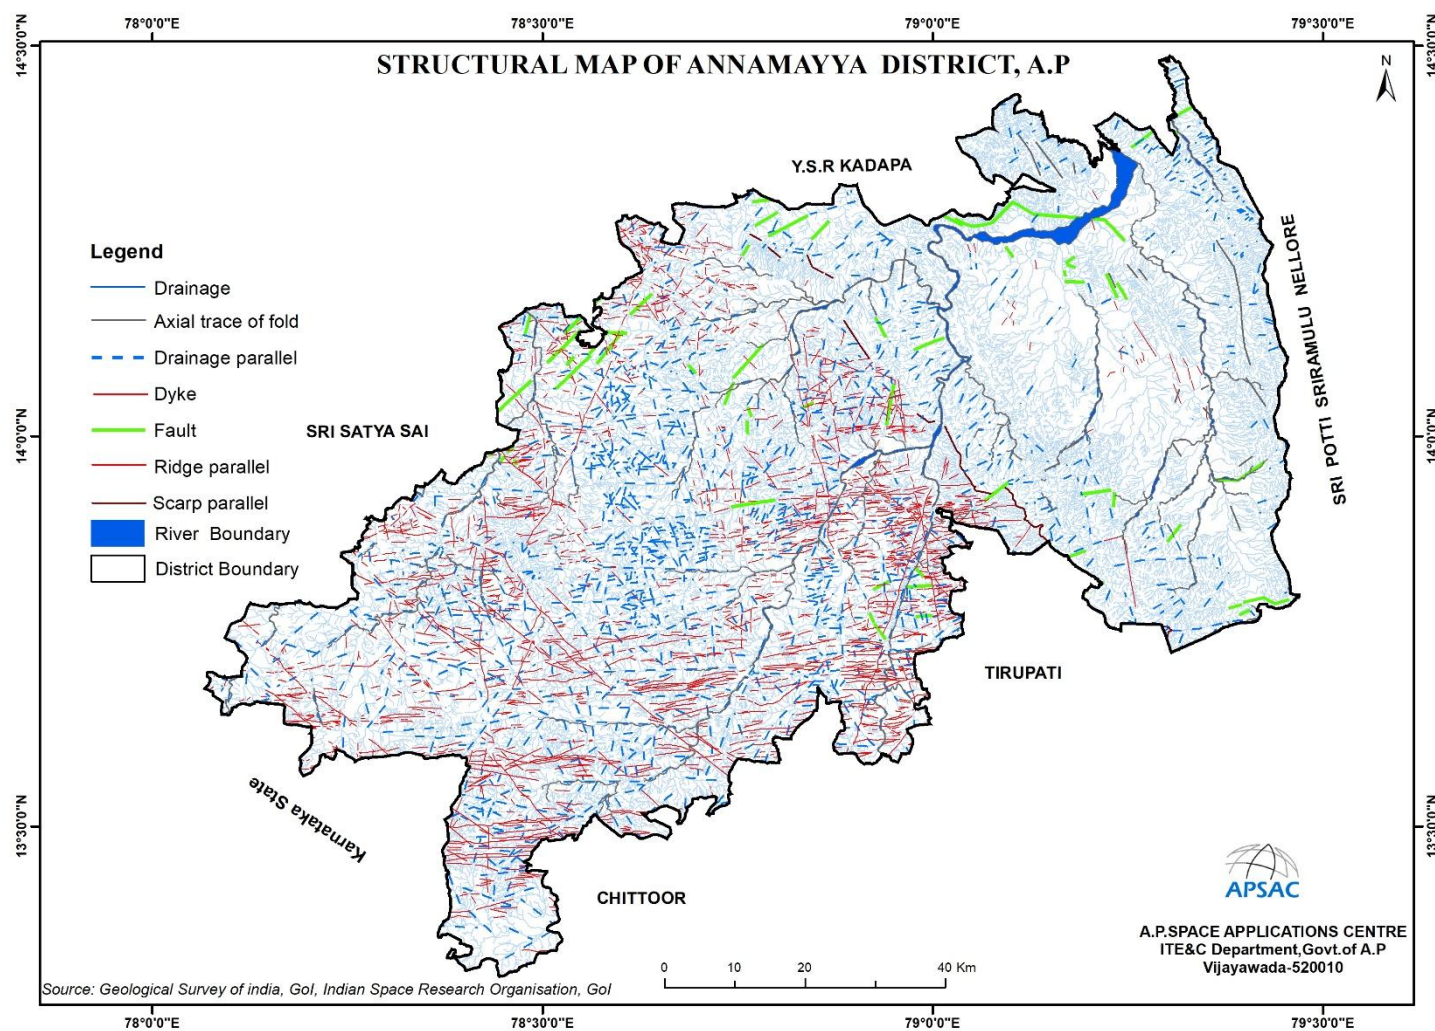 78°0'0"E
78°30'0"E
79°0'0"E
79°30'0"E
14°30'0"N
14°30'0"N
STRUCTURAL MAP OF ANNAMAYYA DISTRICT, A.P
N
Y.S.R KADAPA
SRI POTTI SRIRAMULU NELLORE
Legend
Drainage
Axial trace of fold
Drainage parallel
Dyke
Fault
Ridge parallel
Scarp parallel
River Boundary
District Boundary
SRI SATYA SAI
14°0'0"N
14°0'0"N
TIRUPATI
Karnataka State
13°30'0"N
13°30'0"N
CHITTOOR
APSAC
A.P.SPACE APPLICATIONS CENTRE
ITE&C Department,Govt.of A.P
Vijayawada-520010
0 10 20 40 Km
Source: Geological Survey of india, GoI, Indian Space Research Organisation, GoI
78°0'0"E
78°30'0"E
79°0'0"E
79°30'0"E